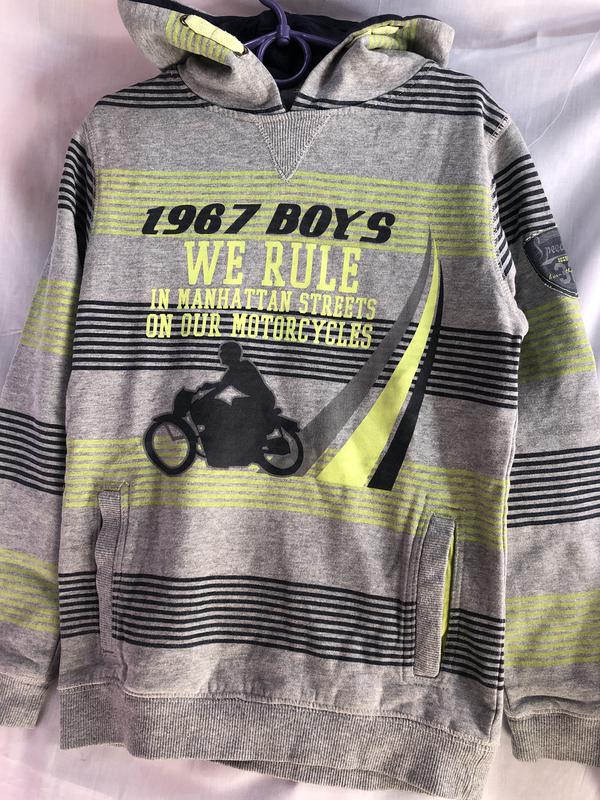 1967 BOYS
WE RULE
IN MANHATTAN STREETS
ON OUR MOTORCYCLES